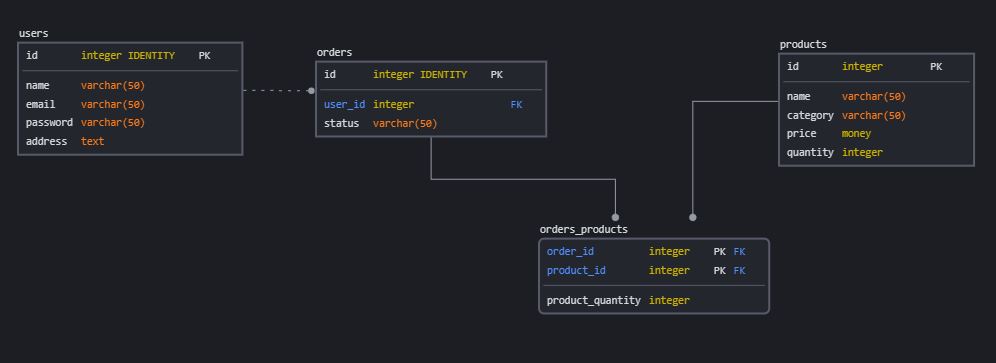 users
id integer IDENTITY PK
name varchar(50)
email varchar(50)
password varchar(50)
address text
orders
id integer IDENTITY PK
user_id integer FK
status varchar(50)
products
id integer PK
name varchar(50)
category varchar(50)
price money
quantity integer
orders_products
order_id integer PK FK
product_id integer PK FK
product_quantity integer